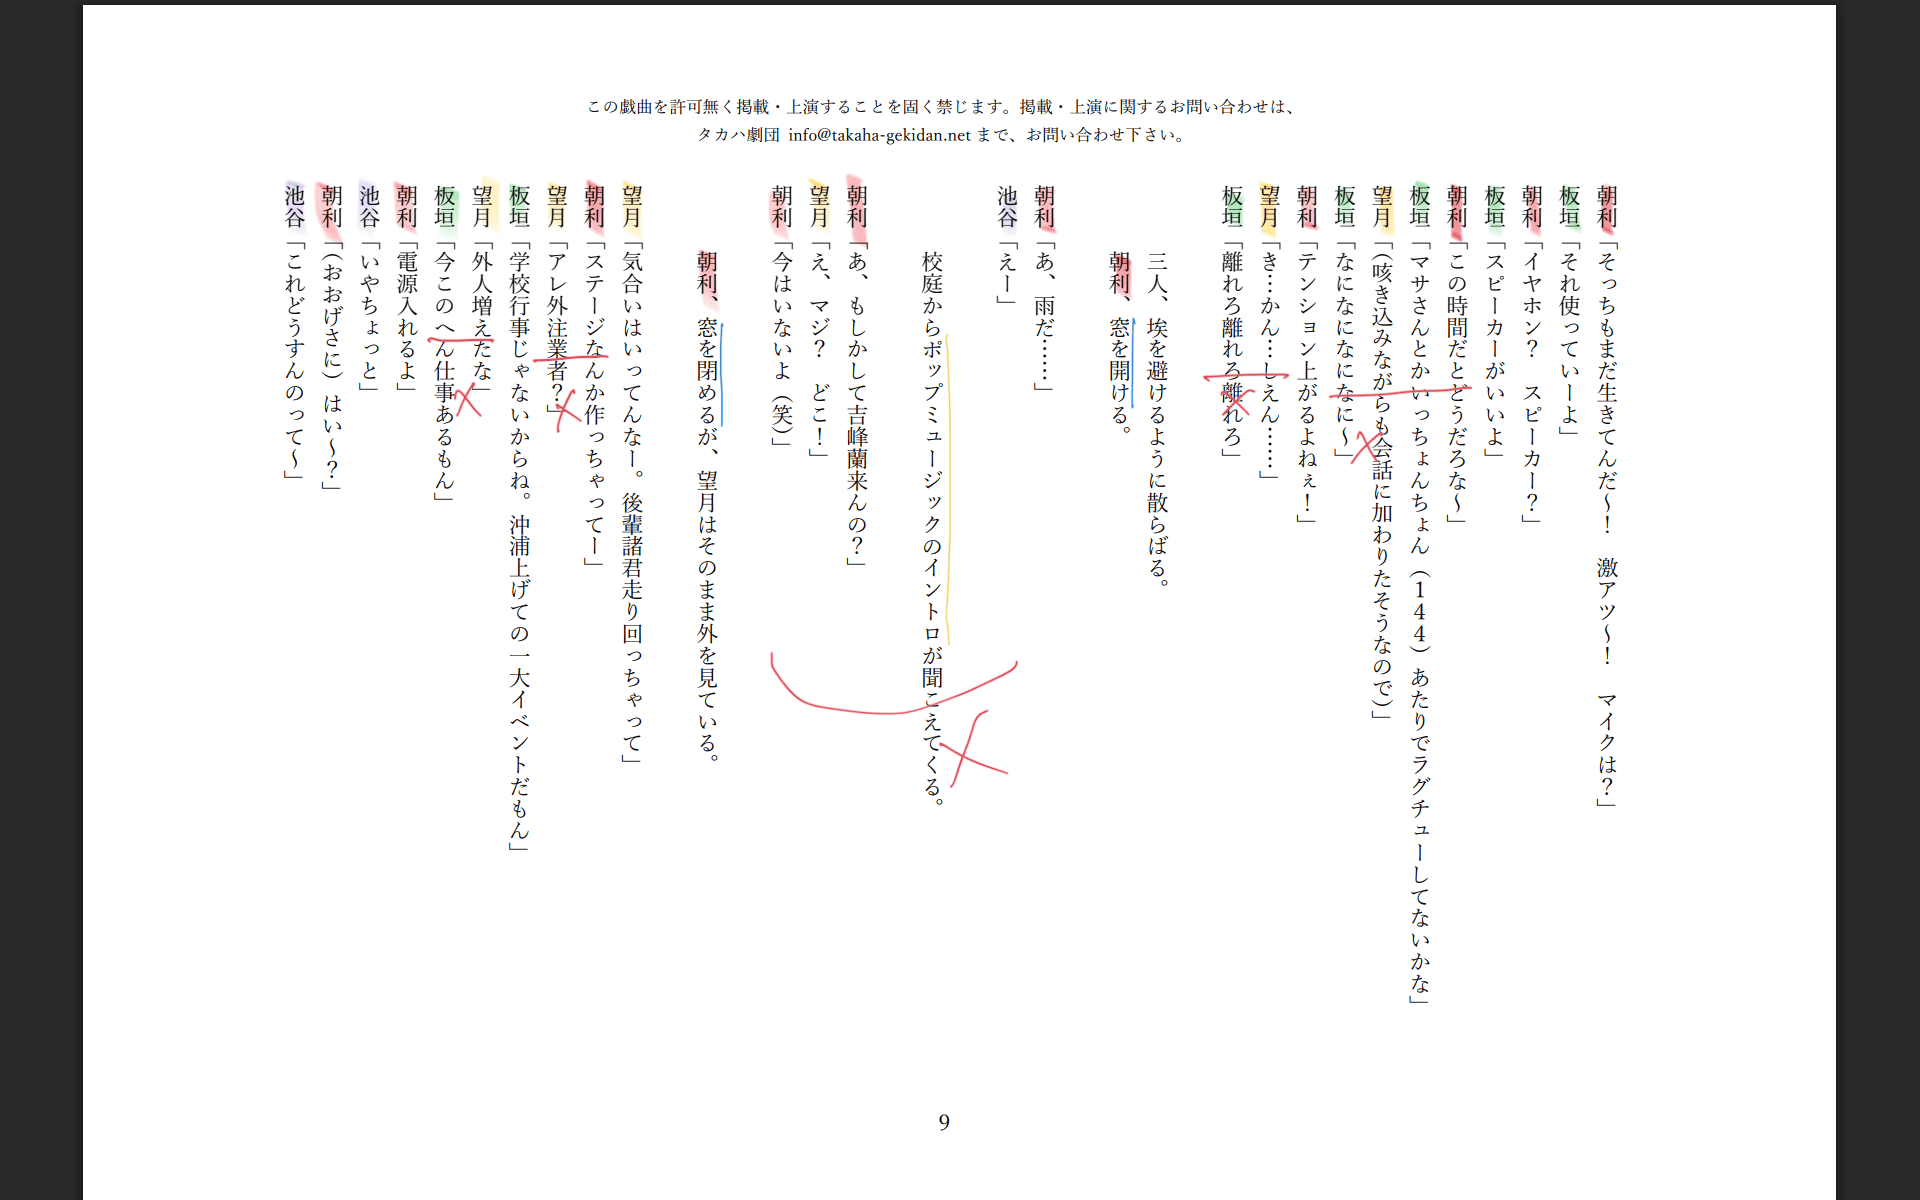 この戯曲を許可無く掲載・上演することを固く禁じます。掲載・上演に関するお問い合わせは、
タカハ劇団 info@takaha-gekidan.net まで、お問い合わせ下さい。
朝利「そっちもまだ生きてんだ〜！　激アツ〜！　マイクは？」
板垣「それ使っていーよ」
朝利「イヤホン？　スピーカー？」
板垣「スピーカーがいいよ」
朝利「この時間だとどうだろな〜」
板垣「マサさんとかいっちょんちょん（１４４）あたりでラグチューしてないかな」
望月「（咳き込みながらも会話に加わりたそうなので）」
板垣「なになになになになに〜」
朝利「テンション上がるよねぇ！」
望月「き…かん…しえん……」
板垣「離れろ離れろ離れろ」
三人、埃を避けるように散らばる。
朝利、窓を開ける。
朝利「あ、雨だ……」
池谷「えー」
校庭からポップミュージックのイントロが聞こえてくる。
朝利「あ、もしかして吉峰蘭来んの？」
望月「え、マジ？　どこ！」
朝利「今はいないよ（笑）」
朝利、窓を閉めるが、望月はそのまま外を見ている。
望月「気合いはいってんなー。後輩諸君走り回っちゃって」
朝利「ステージなんか作っちゃってー」
望月「アレ外注業者？」
板垣「学校行事じゃないからね。沖浦上げての一大イベントだもん」
望月「外人増えたな」
板垣「今このへん仕事あるもん」
朝利「電源入れるよ」
池谷「いやちょっと」
朝利「（おおげさに）はい〜？」
池谷「これどうすんのって〜」
9